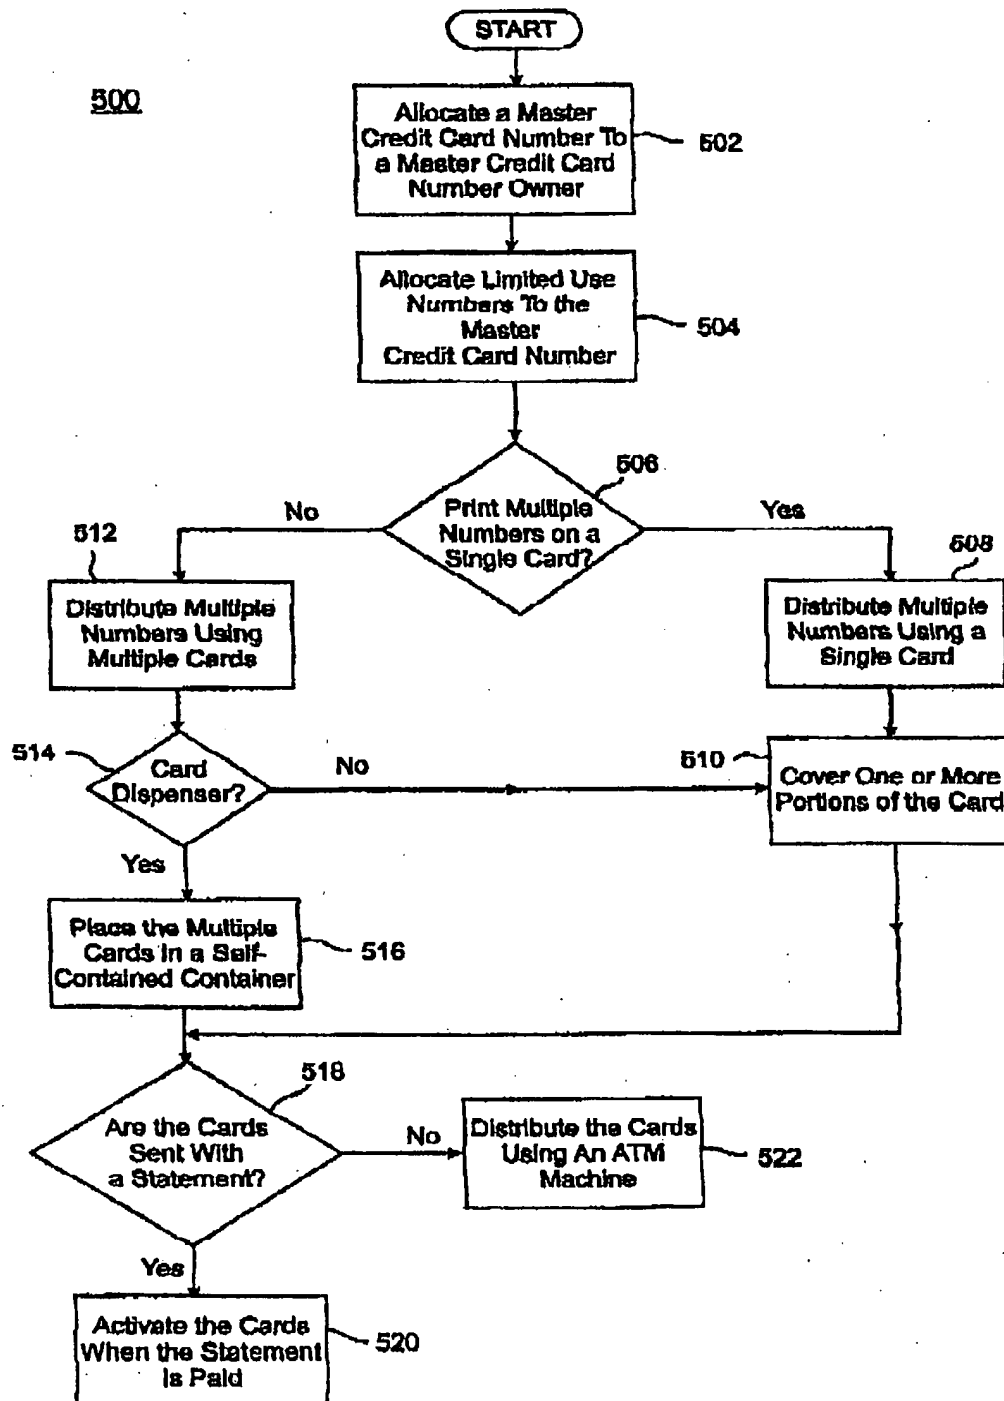 START
500
Allocate a Master
Credit Card Number To
a Master Credit Card
Number Owner
502
Allocate Limited Use
Numbers To the
Master
Credit Card Number
504
506
Print Multiple
Numbers on a
Single Card?
No
Yes
512
508
Distribute Multiple
Numbers Using
Multiple Cards
Distribute Multiple
Numbers Using a
Single Card
514
Card
Dispenser?
No
510
Cover One or More
Portions of the Card
Yes
Place the Multiple
Cards in a Self-
Contained Container
516
518
Are the Cards
Sent With
a Statement?
No
Distribute the Cards
Using An ATM
Machine
522
Yes
Activate the Cards
When the Statement
is Paid
520